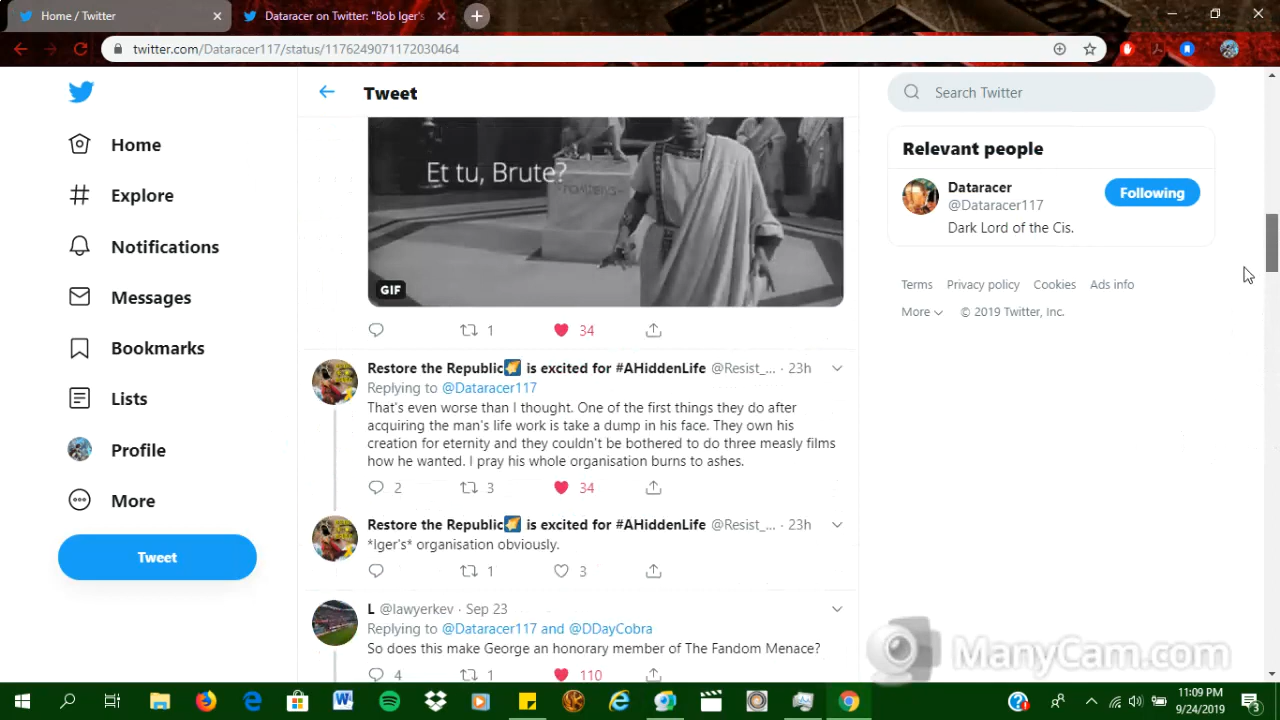 Home / Twitter
Dataracer on Twitter: "Bob Iger's
twitter.com/Dataracer117/status/1176249071172030464
Home
Explore
Notifications
Messages
Bookmarks
Lists
Profile
More
Tweet
Tweet
Et tu, Brute?
GIF
1
34
Restore the Republic is excited for #AHiddenLife @Resist_... · 23h
Replying to @Dataracer117
That's even worse than I thought. One of the first things they do after
acquiring the man's life work is take a dump in his face. They own his
creation for eternity and they couldn't be bothered to do three measly films
how he wanted. I pray his whole organisation burns to ashes.
2
3
34
Restore the Republic is excited for #AHiddenLife @Resist_... · 23h
*Iger's* organisation obviously.
1
3
L @lawyerkev · Sep 23
Replying to @Dataracer117 and @DDayCobra
So does this make George an honorary member of The Fandom Menace?
4
110
Search Twitter
Relevant people
Dataracer
@Dataracer117
Following
Dark Lord of the Cis.
Terms Privacy policy Cookies Ads info
More © 2019 Twitter, Inc.
ManyCam.com
11:09 PM
9/24/2019
3